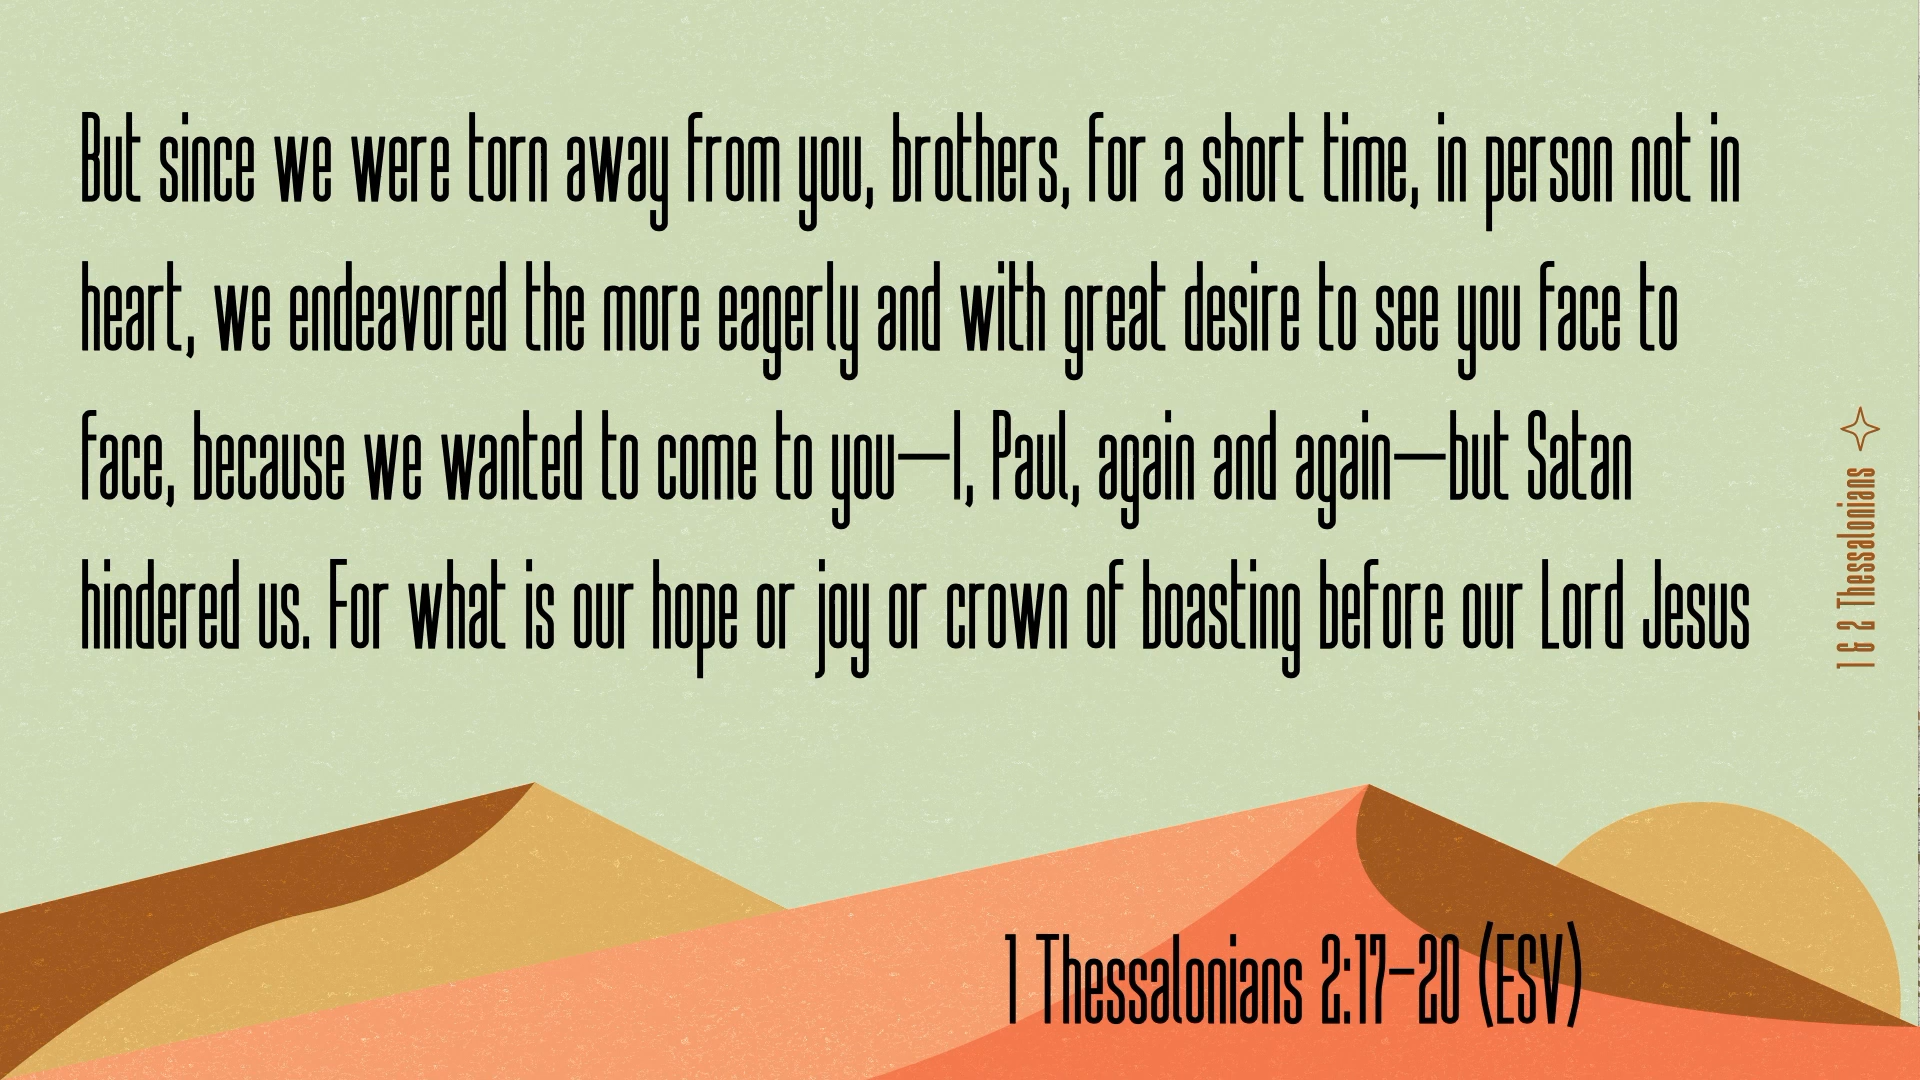 But since we were torn away from you, brothers, for a short time, in person not in
heart, we endeavored the more eagerly and with great desire to see you face to
face, because we wanted to come to you—I, Paul, again and again—but Satan
hindered us. For what is our hope or joy or crown of boasting before our Lord Jesus
1 & 2 Thessalonians
1 Thessalonians 2:17–20 (ESV)